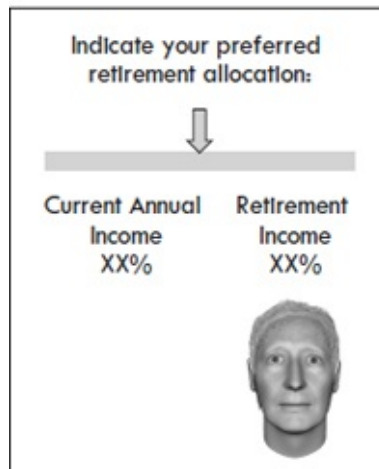 Indicate your preferred
retirement allocation:
Current Annual Retirement
Income Income
XX% XX%